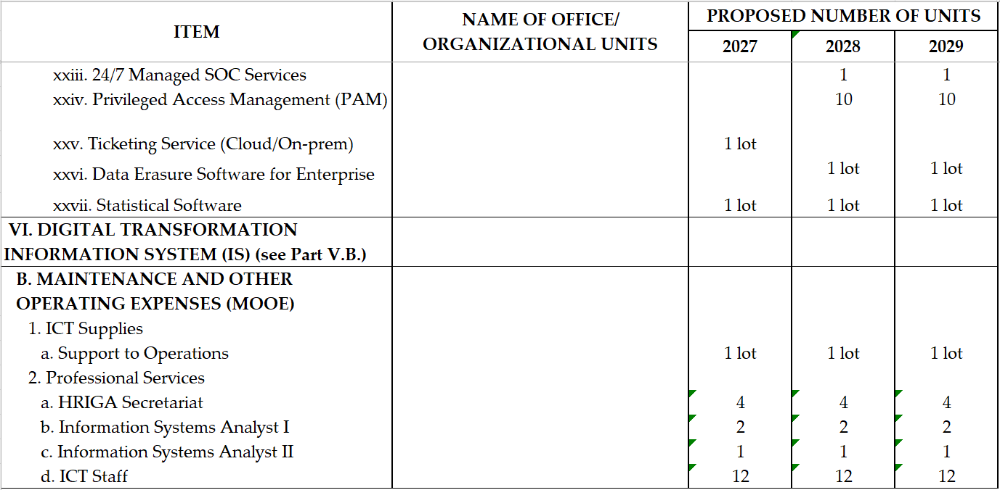 ITEM
NAME OF OFFICE/
ORGANIZATIONAL UNITS
PROPOSED NUMBER OF UNITS
2027 2028 2029
xxiii. 24/7 Managed SOC Services 1 1
xxiv. Privileged Access Management (PAM) 10 10
xxv. Ticketing Service (Cloud/On-prem) 1 lot
xxvi. Data Erasure Software for Enterprise 1 lot 1 lot
xxvii. Statistical Software 1 lot 1 lot 1 lot
VI. DIGITAL TRANSFORMATION
INFORMATION SYSTEM (IS) (see Part V.B.)
B. MAINTENANCE AND OTHER
OPERATING EXPENSES (MOOE)
1. ICT Supplies
a. Support to Operations 1 lot 1 lot 1 lot
2. Professional Services
a. HRIGA Secretariat 4 4 4
b. Information Systems Analyst I 2 2 2
c. Information Systems Analyst II 1 1 1
d. ICT Staff 12 12 12